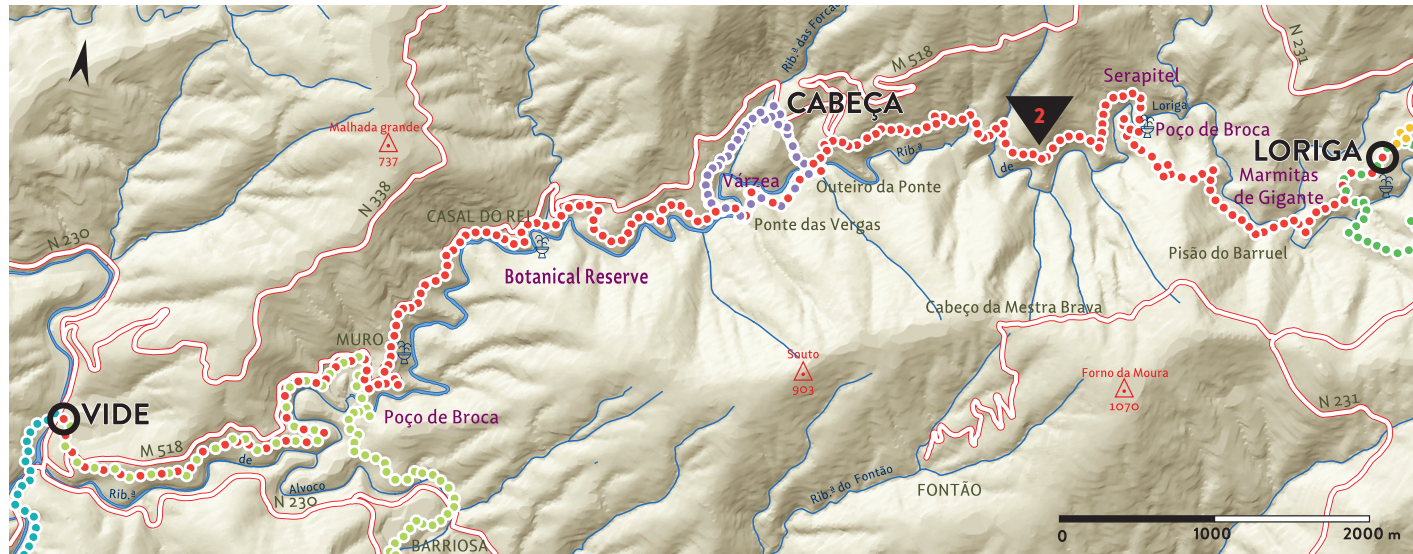 Rib.ª das Forcadas
M 518
N 231
Serapitel
CABEÇA
2
Loriga
Malhada grande
737
Poço de Broca
LORIGA
Rib.ª
de
Várzea
Outeiro da Ponte
Marmitas
de Gigante
N 338
CASAL DO REI
Ponte das Vergas
N 230
Pisão do Barruel
Botanical Reserve
Cabeço da Mestra Brava
MURO
Souto
903
Forno da Moura
1070
N 231
VIDE
Poço de Broca
M 518
de
Rib.ª
Alvoco
N 230
Rib.ª do Fontão
FONTÃO
BARRIOSA
0
1000
2000 m